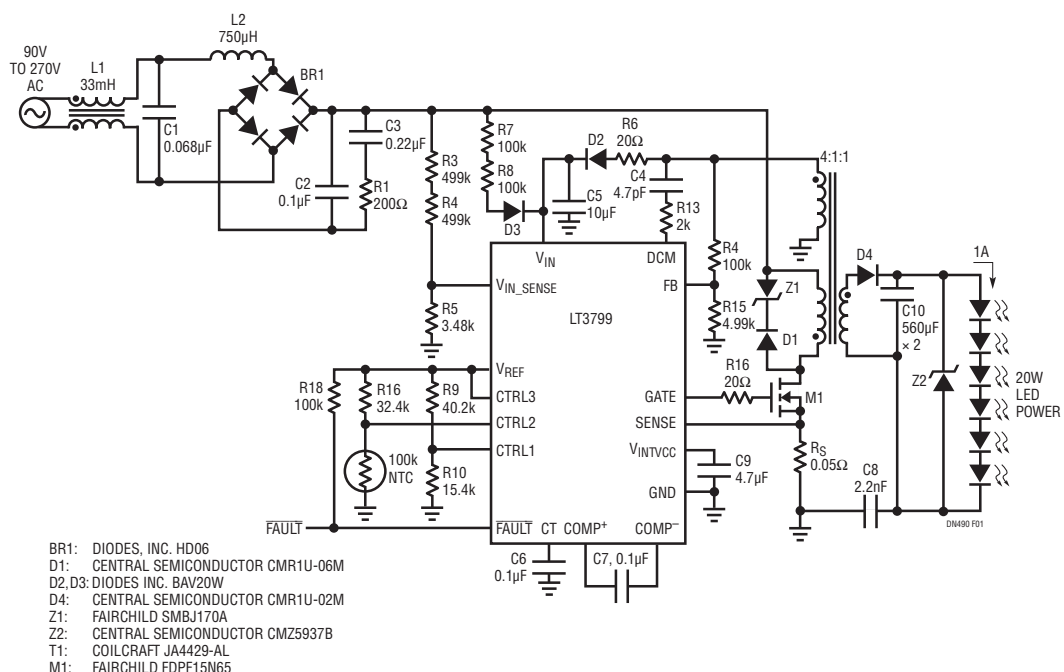 90V
TO 270V
AC
L1
33mH
L2
750µH
BR1
C1
0.068µF
C2
0.1µF
C3
0.22µF
R1
200Ω
R3
499k
R4
499k
R5
3.48k
R7
100k
R8
100k
D3
D2
R6
20Ω
C5
10µF
C4
4.7pF
R13
2k
4:1:1
R4
100k
R15
4.99k
Z1
D1
D4
C10
560µF
× 2
1A
Z2
20W
LED
POWER
VIN
DCM
VIN_SENSE
FB
LT3799
VREF
CTRL3
CTRL2
CTRL1
GATE
SENSE
VINTVCC
GND
FAULT CT COMP+ COMP–
R16
20Ω
M1
RS
0.05Ω
C8
2.2nF
C9
4.7µF
R18
100k
R16
32.4k
R9
40.2k
100k
NTC
R10
15.4k
FAULT
C6
0.1µF
C7, 0.1µF
DN490 F01
BR1: DIODES, INC. HD06
D1: CENTRAL SEMICONDUCTOR CMR1U-06M
D2,D3: DIODES INC. BAV20W
D4: CENTRAL SEMICONDUCTOR CMR1U-02M
Z1: FAIRCHILD SMBJ170A
Z2: CENTRAL SEMICONDUCTOR CMZ5937B
T1: COILCRAFT JA4429-AL
M1: FAIRCHILD FDPF15N65